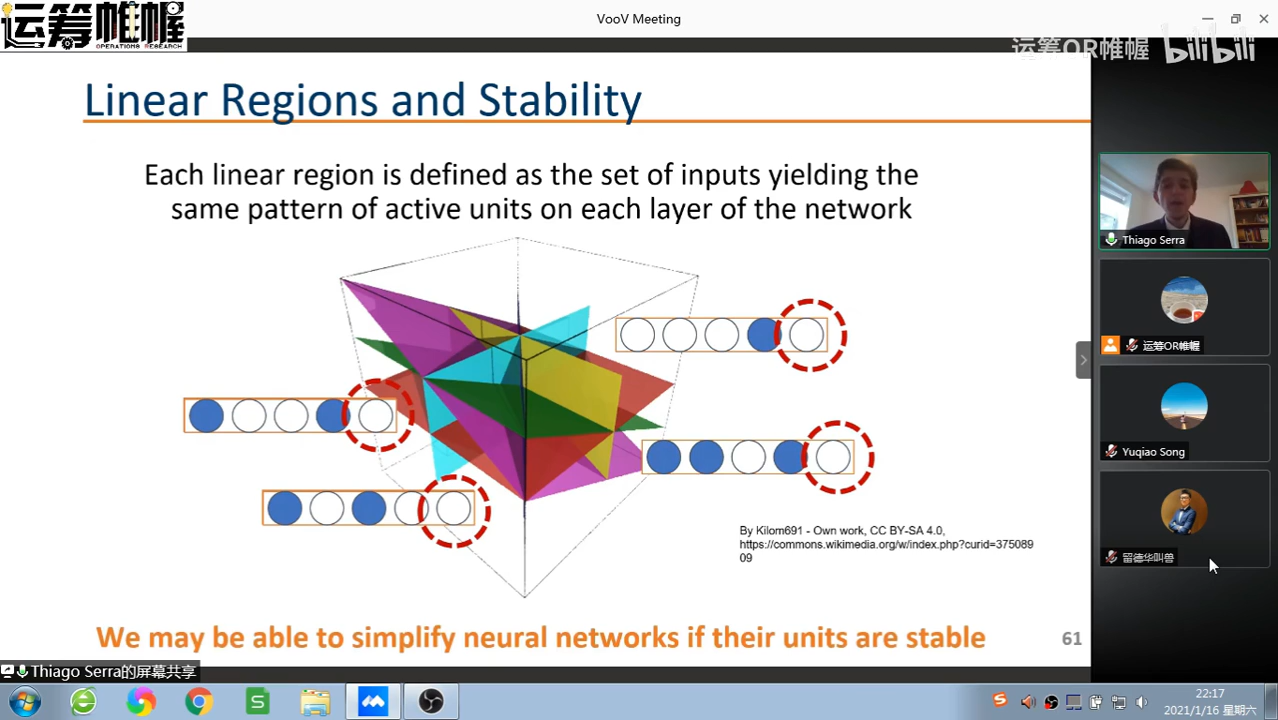 运筹帷幄
OPERATIONS RESEARCH
VooV Meeting
运筹OR帷幄 bilibili
Linear Regions and Stability
Each linear region is defined as the set of inputs yielding the
same pattern of active units on each layer of the network
By Kilom691 - Own work, CC BY-SA 4.0,
https://commons.wikimedia.org/w/index.php?curid=375089
09
We may be able to simplify neural networks if their units are stable
61
Thiago Serra
运筹OR帷幄
Yuqiao Song
留德华叫兽
Thiago Serra的屏幕共享
22:17
2021/1/16 星期六